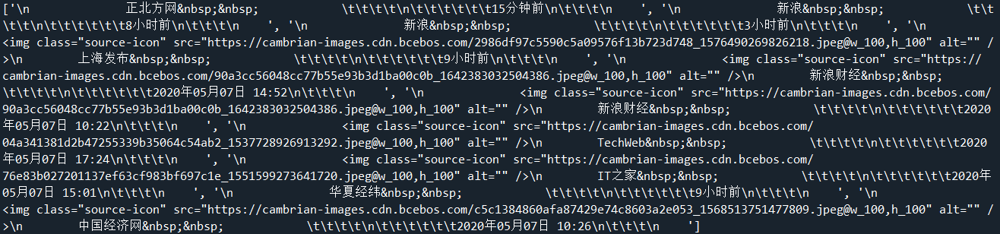 ['\n                正北方网&nbsp;&nbsp;             \t\t\t\t\n\t\t\t\t\t\t15分钟前\n\t\t\t\n    ', '\n                新浪&nbsp;&nbsp;             \t\t
\t\t\n\t\t\t\t\t\t8小时前\n\t\t\t\n    ', '\n                新浪&nbsp;&nbsp;             \t\t\t\t\n\t\t\t\t\t\t3小时前\n\t\t\t\n    ', '\n
<img class="source-icon" src="https://cambrian-images.cdn.bcebos.com/2986df97c5590c5a09576f13b723d748_1576490269826218.jpeg@w_100,h_100" alt="" /
>\n        上海发布&nbsp;&nbsp;             \t\t\t\t\n\t\t\t\t\t\t9小时前\n\t\t\t\n    ', '\n                <img class="source-icon" src="https://
cambrian-images.cdn.bcebos.com/90a3cc56048cc77b55e93b3d1ba00c0b_1642383032504386.jpeg@w_100,h_100" alt="" />\n        新浪财经&nbsp;&nbsp;
\t\t\t\t\n\t\t\t\t\t\t2020年05月07日 14:52\n\t\t\t\n    ', '\n                <img class="source-icon" src="https://cambrian-images.cdn.bcebos.com/
90a3cc56048cc77b55e93b3d1ba00c0b_1642383032504386.jpeg@w_100,h_100" alt="" />\n        新浪财经&nbsp;&nbsp;             \t\t\t\t\n\t\t\t\t\t\t2020
年05月07日 10:22\n\t\t\t\n    ', '\n                <img class="source-icon" src="https://cambrian-images.cdn.bcebos.com/
04a341381d2b47255339b35064c54ab2_1537728926913292.jpeg@w_100,h_100" alt="" />\n        TechWeb&nbsp;&nbsp;             \t\t\t\t\n\t\t\t\t\t\t2020
年05月07日 17:24\n\t\t\t\n    ', '\n                <img class="source-icon" src="https://cambrian-images.cdn.bcebos.com/
76e83b027201137ef63cf983bf697c1e_1551599273641720.jpeg@w_100,h_100" alt="" />\n        IT之家&nbsp;&nbsp;             \t\t\t\t\n\t\t\t\t\t\t2020年
05月07日 15:01\n\t\t\t\n    ', '\n                华夏经纬&nbsp;&nbsp;             \t\t\t\t\n\t\t\t\t\t\t9小时前\n\t\t\t\n    ', '\n
<img class="source-icon" src="https://cambrian-images.cdn.bcebos.com/c5c1384860afa87429e74c8603a2e053_1568513751477809.jpeg@w_100,h_100" alt="" /
>\n        中国经济网&nbsp;&nbsp;             \t\t\t\t\n\t\t\t\t\t\t2020年05月07日 10:26\n\t\t\t\n    ']